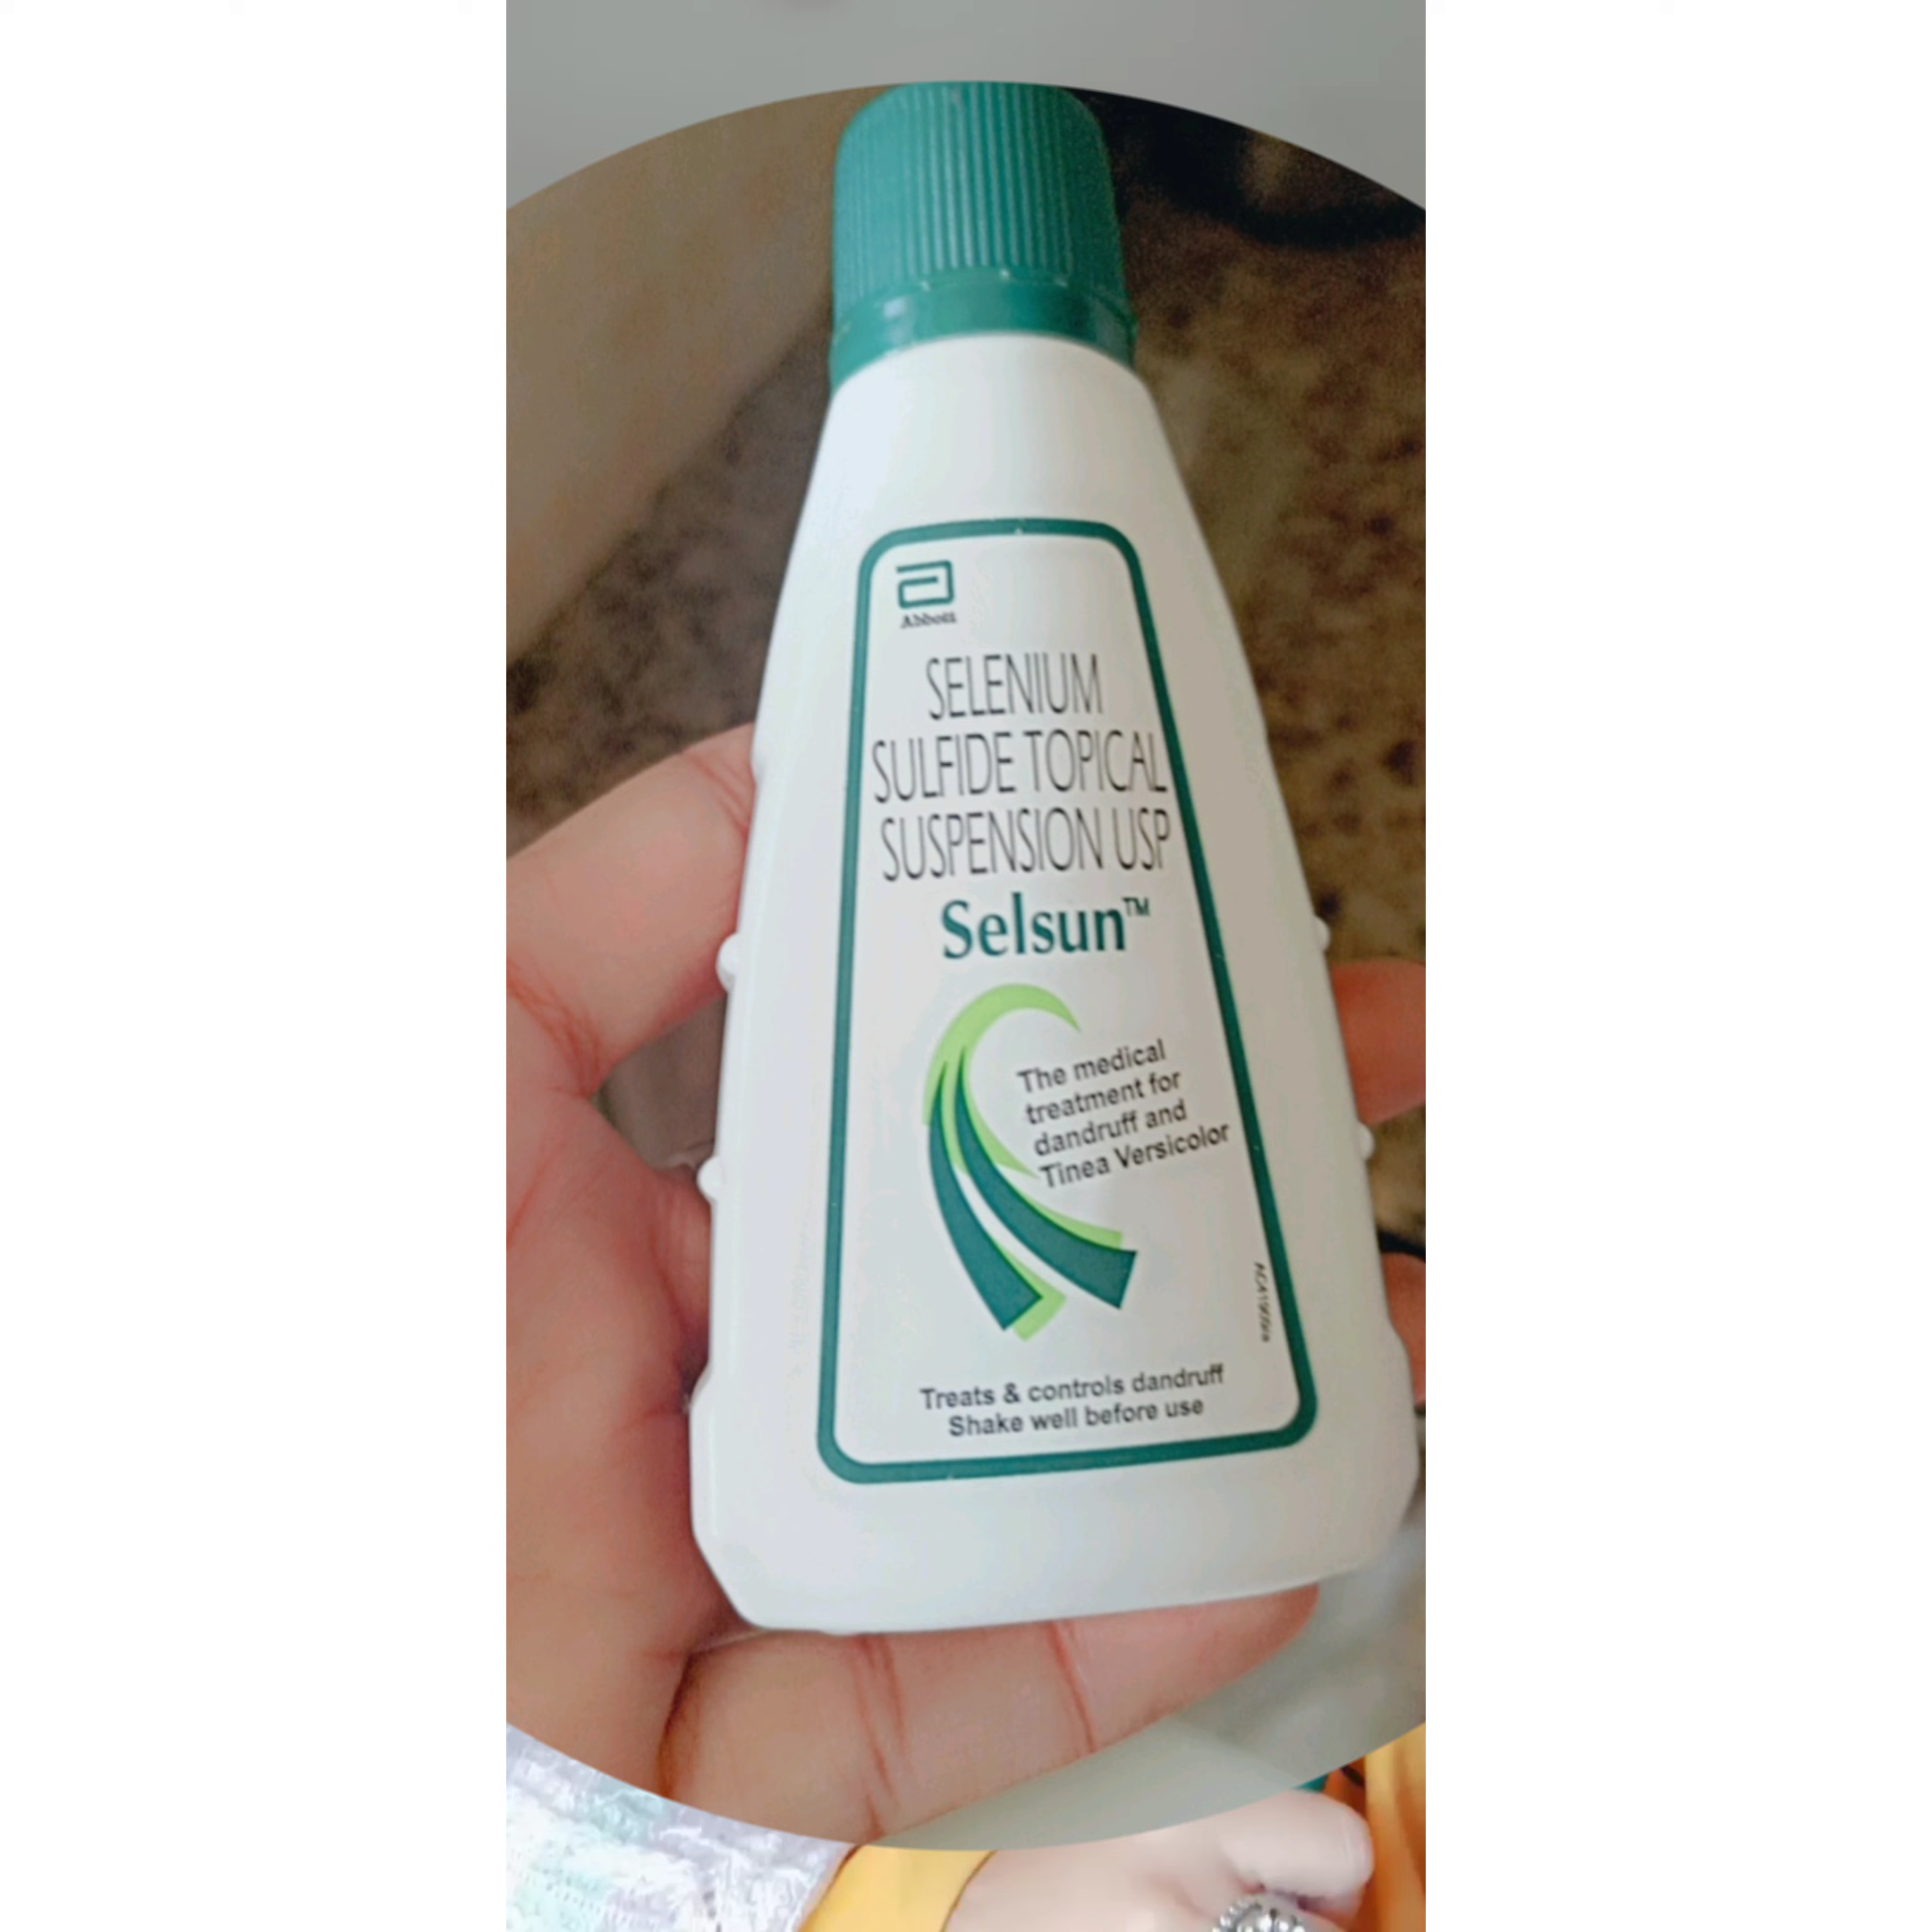 Abbott
SELENIUM
SULFIDE TOPICAL
SUSPENSION USP
Selsun™
The medical
treatment for
dandruff and
Tinea Versicolor
Treats & controls dandruff
Shake well before use